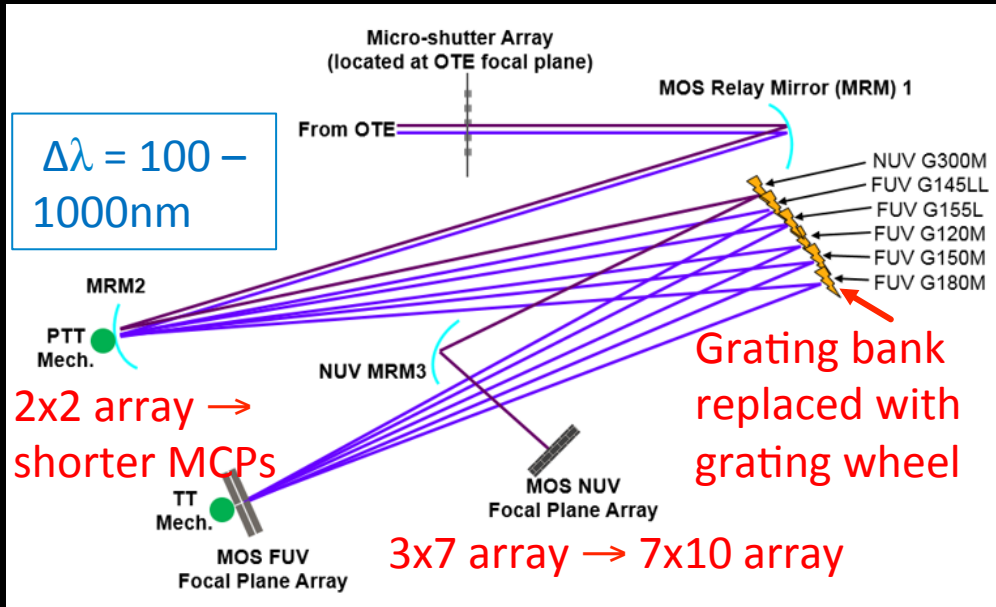 Micro-shutter Array
(located at OTE focal plane)
MOS Relay Mirror (MRM) 1
From OTE
Δλ = 100 –
1000nm
NUV G300M
FUV G145LL
FUV G155L
FUV G120M
FUV G150M
FUV G180M
MRM2
PTT
Mech.
NUV MRM3
Grating bank
replaced with
grating wheel
2x2 array →
shorter MCPs
TT
Mech.
MOS NUV
Focal Plane Array
MOS FUV
Focal Plane Array
3x7 array → 7x10 array